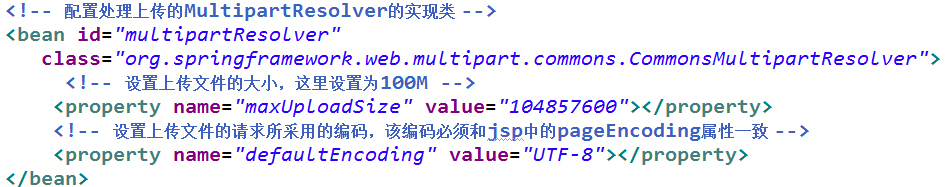 <!-- 配置处理上传的MultipartResolver的实现类 -->
<bean id="multipartResolver"
class="org.springframework.web.multipart.commons.CommonsMultipartResolver">
<!-- 设置上传文件的大小，这里设置为100M -->
<property name="maxUploadSize" value="104857600"></property>
<!-- 设置上传文件的请求所采用的编码，该编码必须和jsp中的pageEncoding属性一致 -->
<property name="defaultEncoding" value="UTF-8"></property>
</bean>